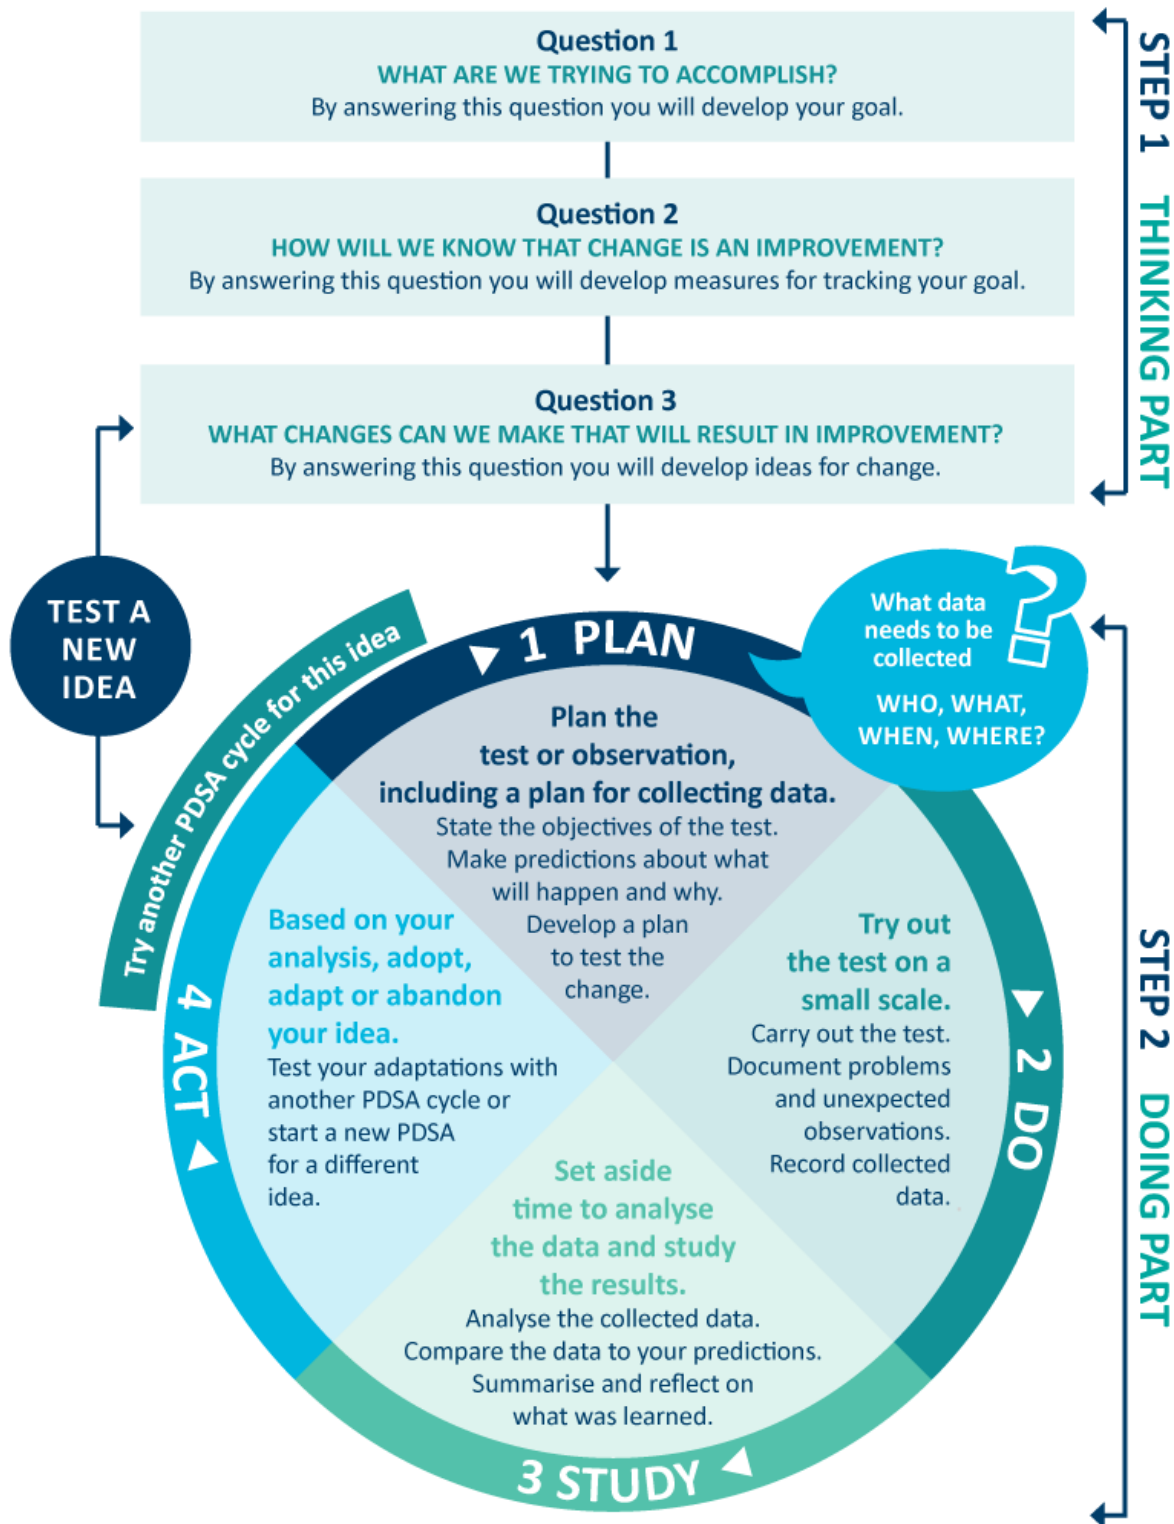 Question 1
WHAT ARE WE TRYING TO ACCOMPLISH?
By answering this question you will develop your goal.
Question 2
HOW WILL WE KNOW THAT CHANGE IS AN IMPROVEMENT?
By answering this question you will develop measures for tracking your goal.
Question 3
WHAT CHANGES CAN WE MAKE THAT WILL RESULT IN IMPROVEMENT?
By answering this question you will develop ideas for change.
STEP 1 THINKING PART
TEST A
NEW
IDEA
Try another PDSA cycle for this idea
What data
needs to be
collected
?
WHO, WHAT,
WHEN, WHERE?
1 PLAN
Plan the
test or observation,
including a plan for collecting data.
State the objectives of the test.
Make predictions about what
will happen and why.
Develop a plan
to test the
change.
2 DO
Try out
the test on a
small scale.
Carry out the test.
Document problems
and unexpected
observations.
Record collected
data.
3 STUDY
Set aside
time to analyse
the data and study
the results.
Analyse the collected data.
Compare the data to your predictions.
Summarise and reflect on
what was learned.
4 ACT
Based on your
analysis, adopt,
adapt or abandon
your idea.
Test your adaptations with
another PDSA cycle or
start a new PDSA
for a different
idea.
STEP 2 DOING PART